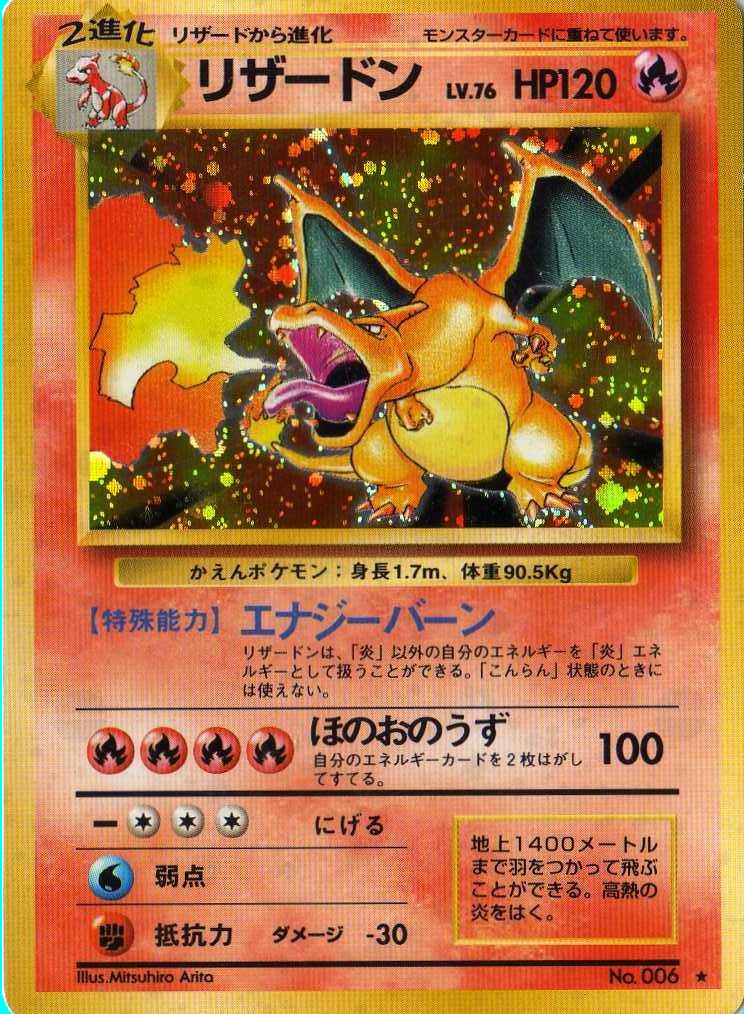 2進化
リザードから進化
モンスターカードに重ねて使います。
リザードン LV.76 HP120
かえんポケモン：身長1.7m、体重90.5Kg
【特殊能力】エナジーバーン
リザードンは、「炎」以外の自分のエネルギーを「炎」エネ
ルギーとして扱うことができる。「こんらん」状態のときに
は使えない。
ほのおのうず 100
自分のエネルギーカードを2枚はがし
てすてる。
にげる
弱点
抵抗力 ダメージ -30
地上1400メートル
まで羽をつかって飛ぶ
ことができる。高熱の
炎をはく。
Illus.Mitsuhiro Arita
No. 006 ★